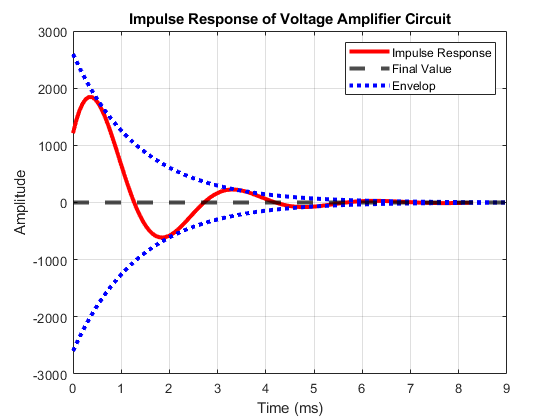 Impulse Response of Voltage Amplifier Circuit
3000
2000
1000
0
-1000
-2000
-3000
Amplitude
Impulse Response
Final Value
Envelop
0 1 2 3 4 5 6 7 8 9
Time (ms)